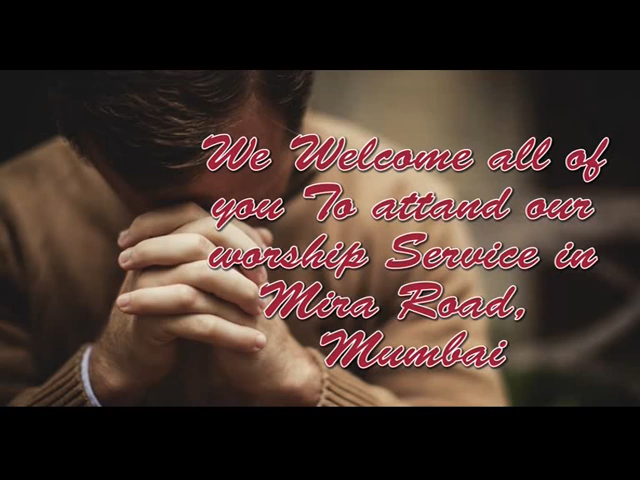 We Welcome all of
you To attand our
worship Service in
Mira Road,
Mumbai